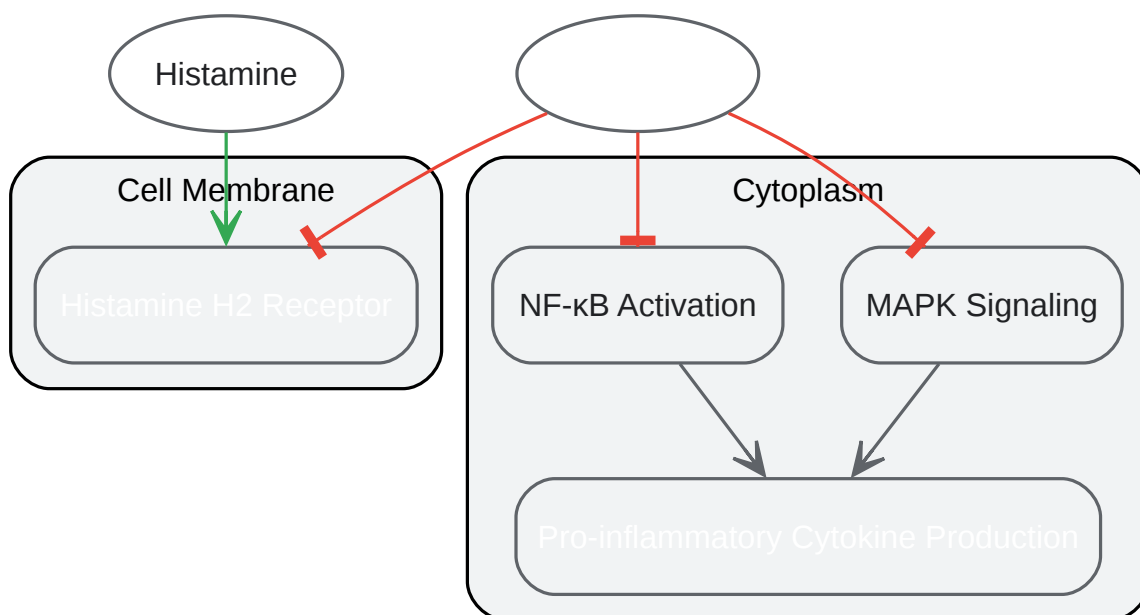 Histamine
Cell Membrane
Cytoplasm
Histamine H2 Receptor
NF-κB Activation
MAPK Signaling
Pro-inflammatory Cytokine Production